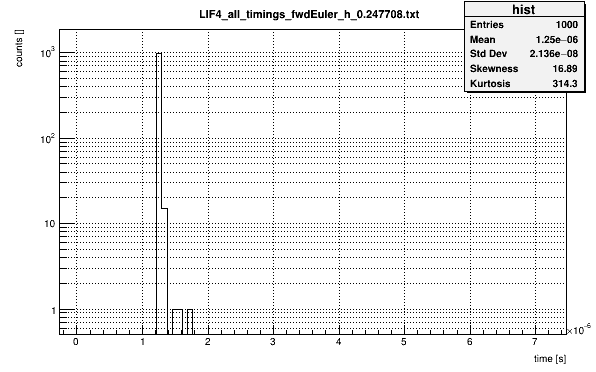 LIF4_all_timings_fwdEuler_h_0.247708.txt
hist
Entries 1000
Mean 1.25e−06
Std Dev 2.136e−08
Skewness 16.89
Kurtosis 314.3
counts []
10³
10²
10
1
0 1 2 3 4 5 6 7
×10⁻⁶
time [s]